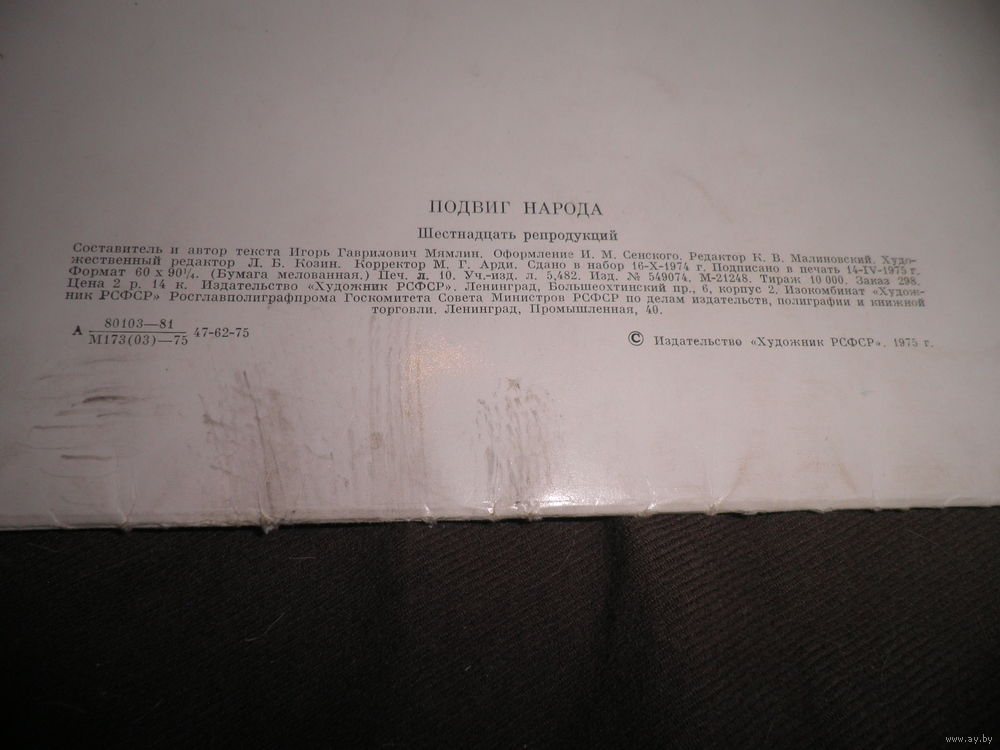 ПОДВИГ НАРОДА
Шестнадцать репродукций
Составитель и автор текста Игорь Гаврилович Мямлин. Оформление И. М. Сенского. Редактор К. В. Малиновский. Худо-
жественный редактор Л. Б. Козин. Корректор М. Г. Арди. Сдано в набор 16-X-1974 г. Подписано в печать 14-IV-1975 г.
Формат 60 х 90¼. (Бумага мелованная.) Печ. л. 10. Уч.-изд. л. 5,482. Изд. № 549074. М-21248. Тираж 10 000. Заказ 298.
Цена 2 р. 14 к. Издательство «Художник РСФСР». Ленинград, Большеохтинский пр., 6, корпус 2. Изокомбинат «Худож-
ник РСФСР» Росглавполиграфпрома Госкомитета Совета Министров РСФСР по делам издательств, полиграфии и книжной
торговли. Ленинград, Промышленная, 40.
А 80103—81
М173(03)—75 47-62-75
© Издательство «Художник РСФСР». 1975 г.
www.ay.by